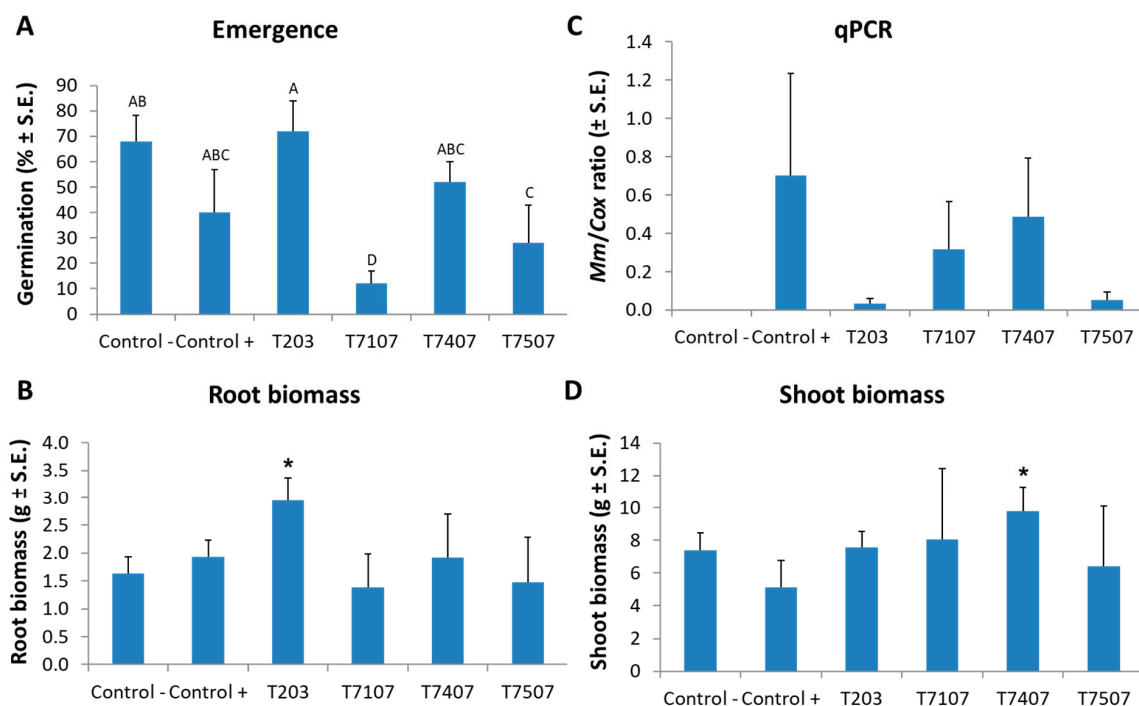 A
Emergence
Germination (% ± S.E.)
90
80
70
60
50
40
30
20
10
0
AB
ABC
A
D
ABC
C
Control - Control + T203 T7107 T7407 T7507
C
qPCR
Mm/Cox ratio (± S.E.)
1.4
1.2
1.0
0.8
0.6
0.4
0.2
0.0
Control - Control + T203 T7107 T7407 T7507
B
Root biomass
Root biomass (g ± S.E.)
4.0
3.5
3.0
2.5
2.0
1.5
1.0
0.5
0.0
*
Control - Control + T203 T7107 T7407 T7507
D
Shoot biomass
Shoot biomass (g ± S.E.)
14
12
10
8
6
4
2
0
*
Control - Control + T203 T7107 T7407 T7507